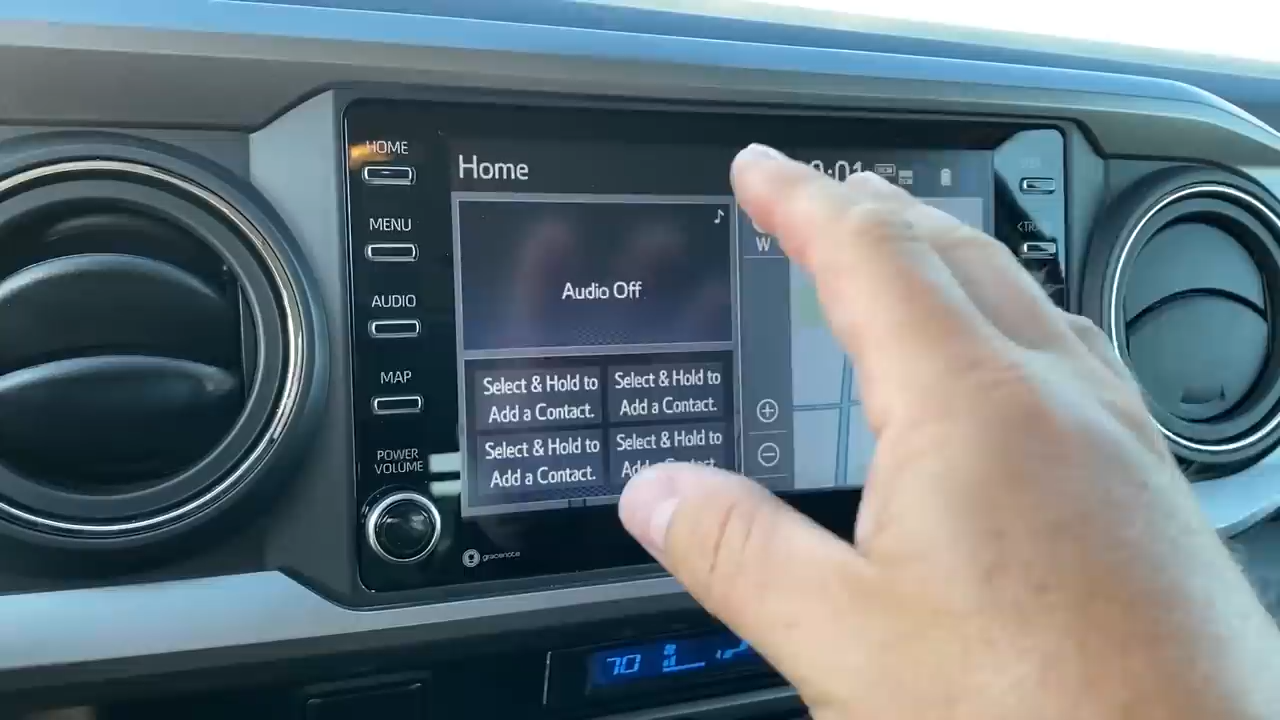 HOME
MENU
AUDIO
MAP
POWER
VOLUME
Home
Audio Off
Select & Hold to
Add a Contact.
Select & Hold to
Add a Contact.
Select & Hold to
Add a Contact.
Select & Hold to
W
gracenote
70